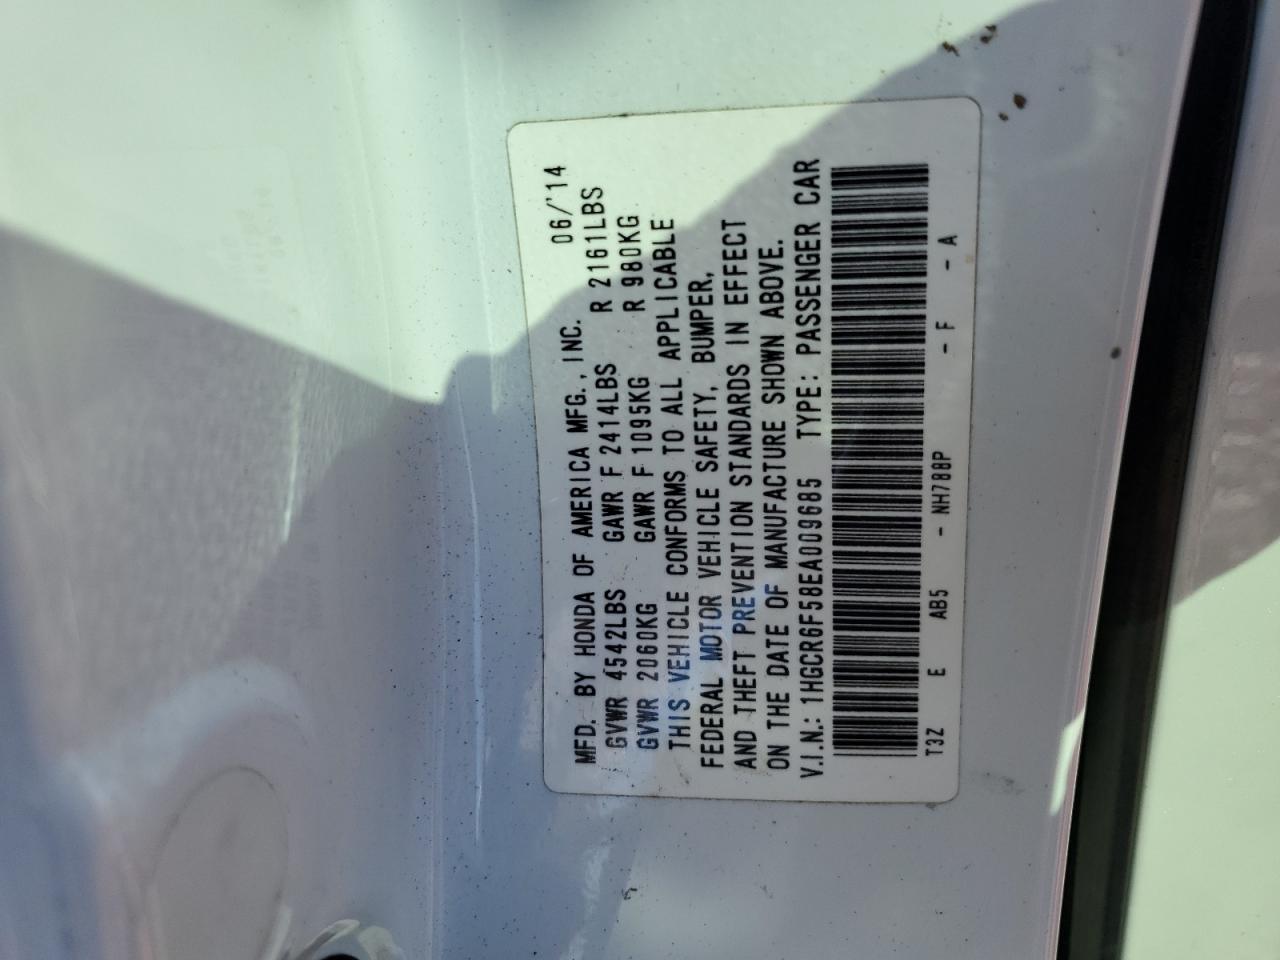 MFD. BY HONDA OF AMERICA MFG., INC. 06/'14
GVWR 4542LBS GAWR F 2414LBS R 2161LBS
GVWR 2060KG GAWR F 1095KG R 980KG
THIS VEHICLE CONFORMS TO ALL APPLICABLE
FEDERAL MOTOR VEHICLE SAFETY, BUMPER,
AND THEFT PREVENTION STANDARDS IN EFFECT
ON THE DATE OF MANUFACTURE SHOWN ABOVE.
V.I.N.: 1HGCR6F58EA009685 TYPE: PASSENGER CAR
T3Z E AB5 - NH788P - F - A